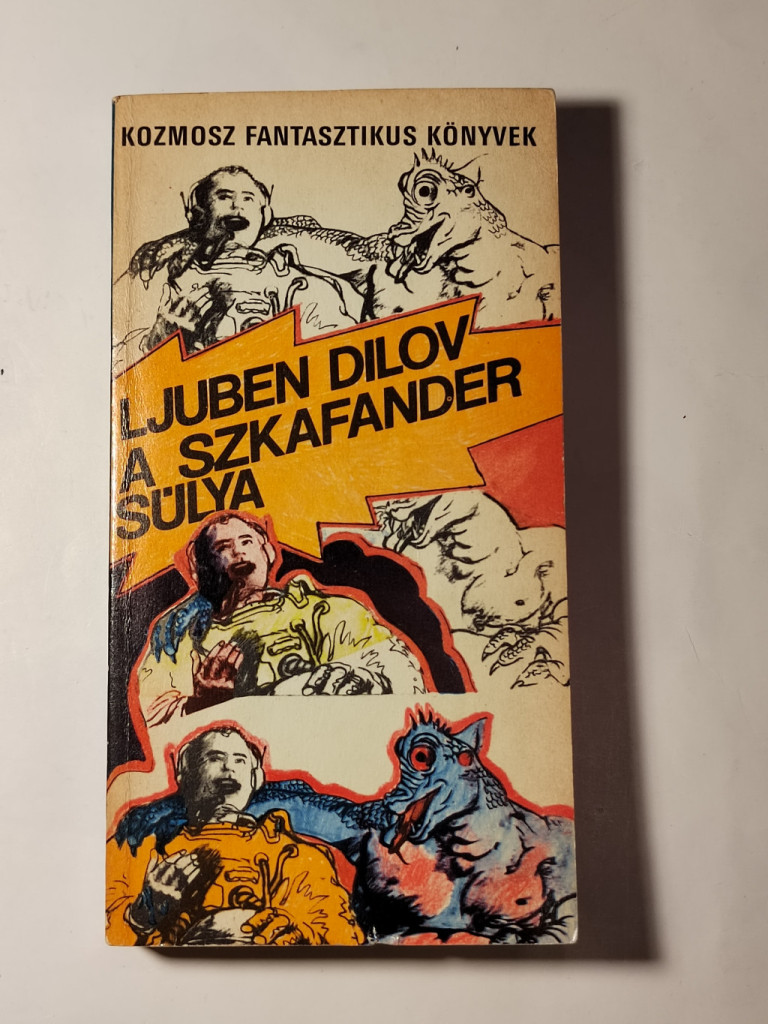 KOZMOSZ FANTASZTIKUS KÖNYVEK
LJUBEN DILOV
A SZKAFANDER
SÚLYA